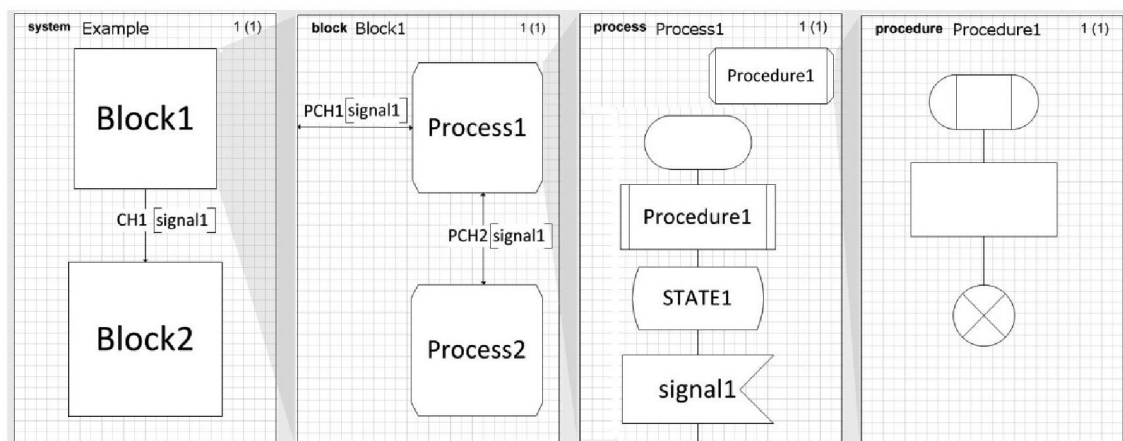 system Example 1 (1)
Block1
CH1 [signal1]
Block2
block Block1 1 (1)
PCH1 [signal1]
Process1
PCH2 [signal1]
Process2
process Process1 1 (1)
Procedure1
Procedure1
STATE1
signal1
procedure Procedure1 1 (1)